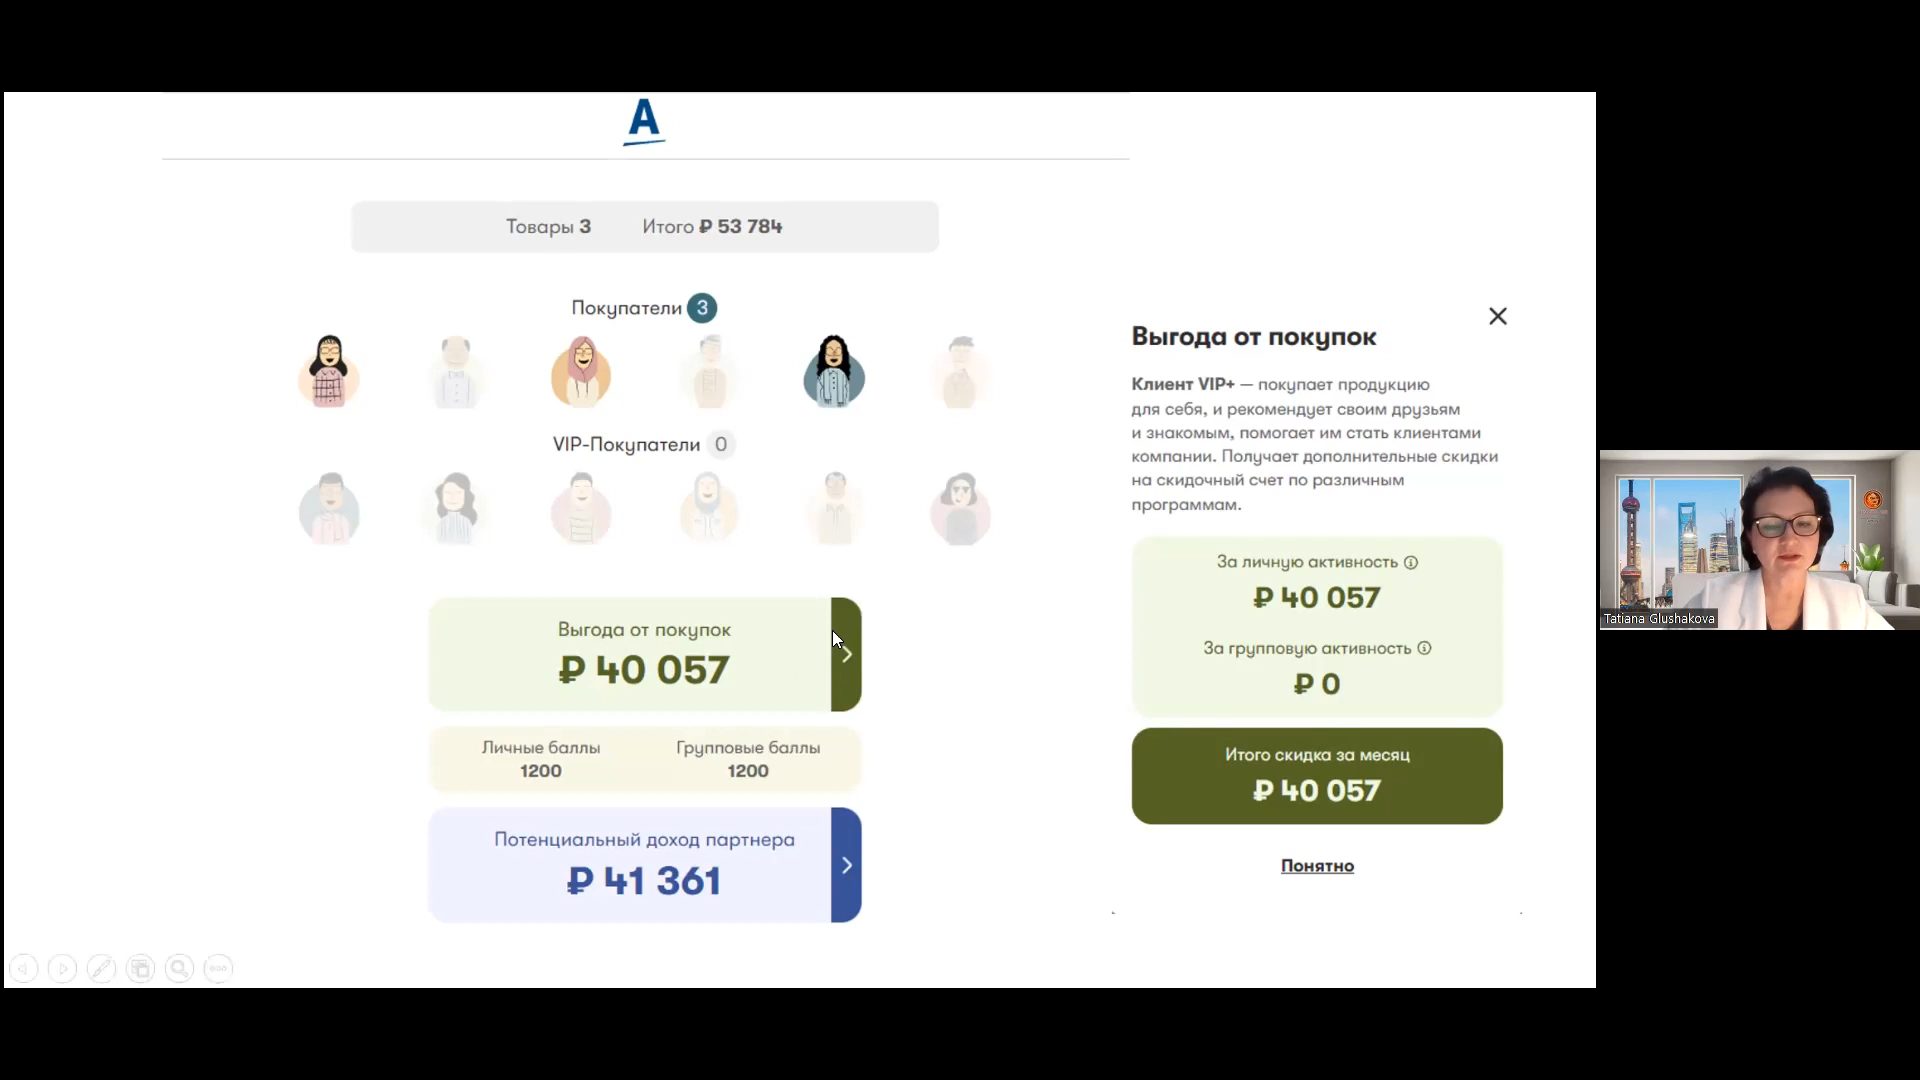 A
Товары 3 Итого ₽ 53 784
Покупатели 3
VIP-Покупатели 0
Выгода от покупок
₽ 40 057
Личные баллы Групповые баллы
1200 1200
Потенциальный доход партнера
₽ 41 361
Выгода от покупок
Клиент VIP+ — покупает продукцию
для себя, и рекомендует своим друзьям
и знакомым, помогает им стать клиентами
компании. Получает дополнительные скидки
на скидочный счет по различным
программам.
За личную активность
₽ 40 057
За групповую активность
₽ 0
Итого скидка за месяц
₽ 40 057
Понятно
Tatiana Glushakova